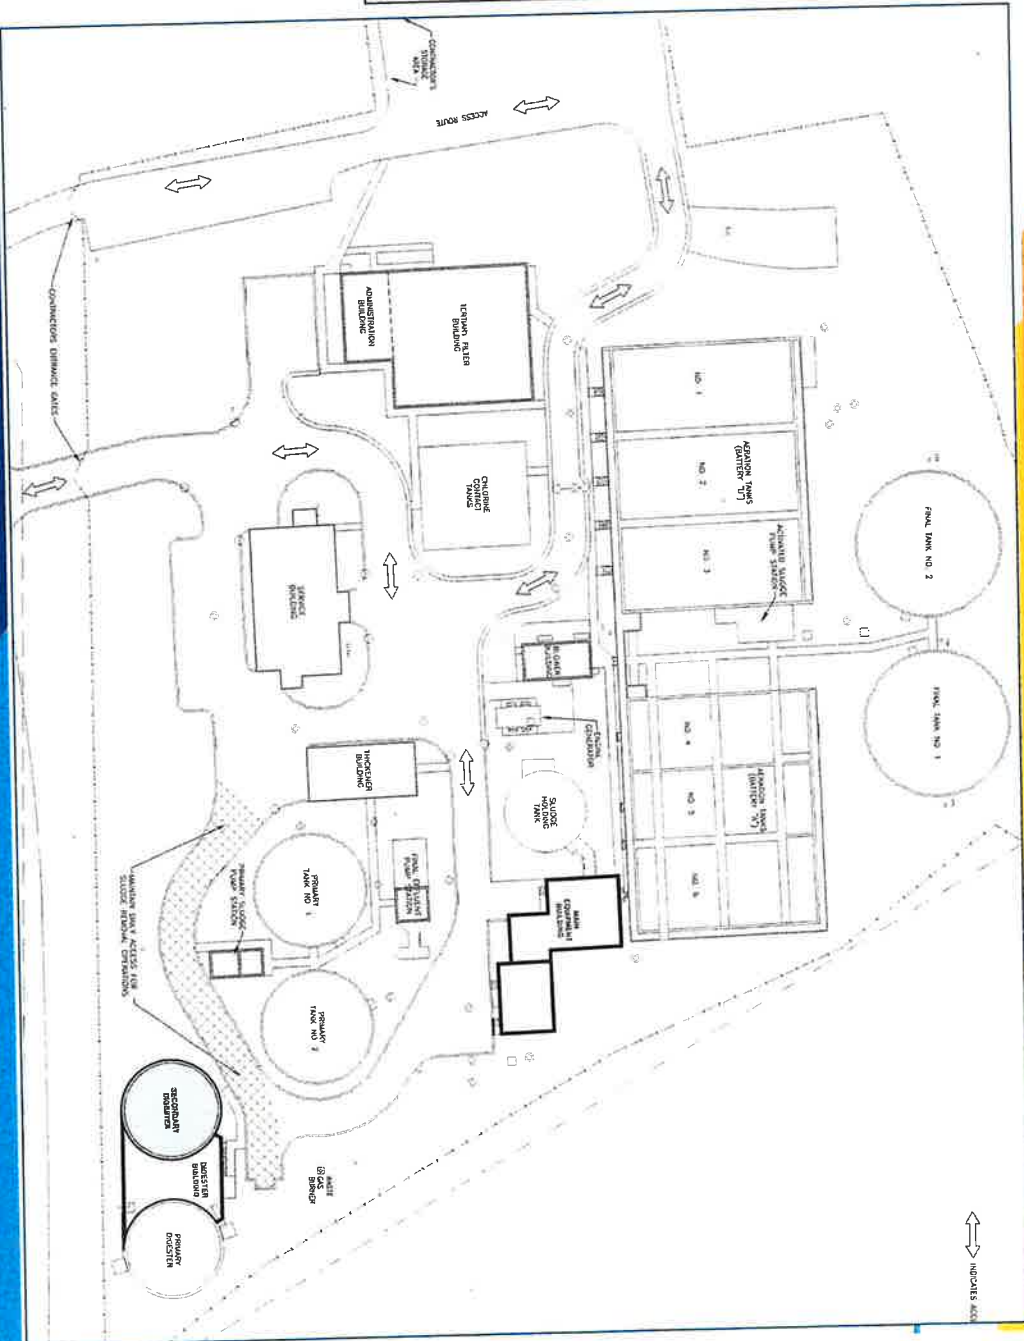 CONTRACTOR'S
STORAGE
AREA
ACCESS ROUTE
CONTRACTORS ENTRANCE GATES
ADMINISTRATION
BUILDING
TERTIARY FILTER
BUILDING
CHLORINE
CONTACT
TANKS
SERVICE
BUILDING
NO. 1
NO. 2
NO. 3
AERATION TANKS
(BATTERY "D")
ACTIVATED SLUDGE
PUMP STATION
FINAL TANK NO. 2
FINAL TANK NO. 1
BLOWER
BUILDING
ENGINE
GENERATOR
SLUDGE
HOLDING
TANK
NO. 4
NO. 5
NO. 6
AERATION TANKS
MAIN
EQUIPMENT
BUILDING
THICKENER
BUILDING
FINAL EFFLUENT
PUMP STATION
PRIMARY
TANK NO. 1
PRIMARY SLUDGE
PUMP STATION
PRIMARY
TANK NO. 2
MAINTAIN DAILY ACCESS FOR
SLUDGE REMOVAL OPERATIONS
WASTE
GAS
BURNER
SECONDARY
DIGESTER
DIGESTER
BUILDING
PRIMARY
DIGESTER
INDICATES